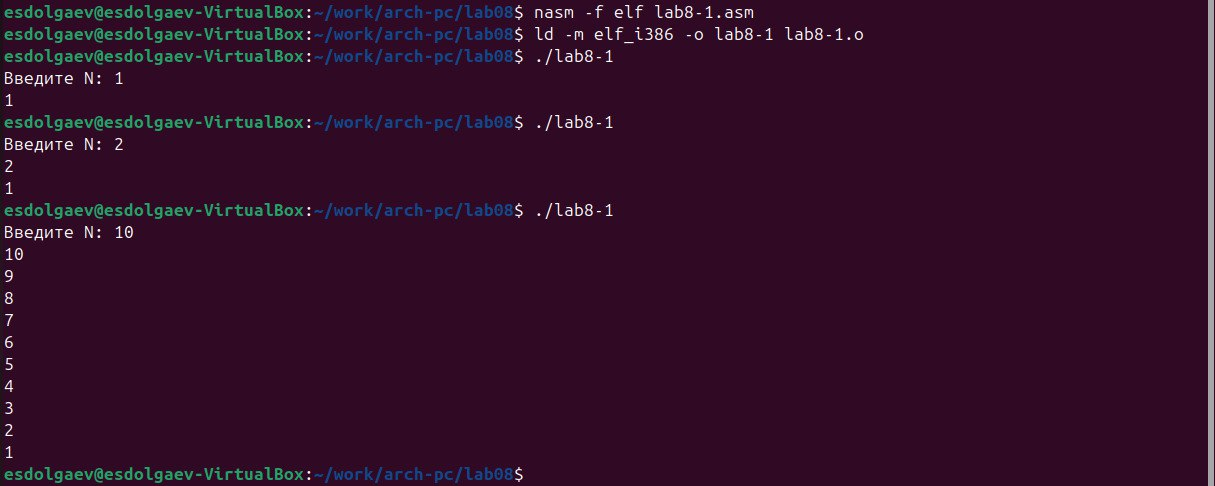 esdolgaev@esdolgaev-VirtualBox:~/work/arch-pc/lab08$ nasm -f elf lab8-1.asm
esdolgaev@esdolgaev-VirtualBox:~/work/arch-pc/lab08$ ld -m elf_i386 -o lab8-1 lab8-1.o
esdolgaev@esdolgaev-VirtualBox:~/work/arch-pc/lab08$ ./lab8-1
Введите N: 1
1
esdolgaev@esdolgaev-VirtualBox:~/work/arch-pc/lab08$ ./lab8-1
Введите N: 2
2
1
esdolgaev@esdolgaev-VirtualBox:~/work/arch-pc/lab08$ ./lab8-1
Введите N: 10
10
9
8
7
6
5
4
3
2
1
esdolgaev@esdolgaev-VirtualBox:~/work/arch-pc/lab08$